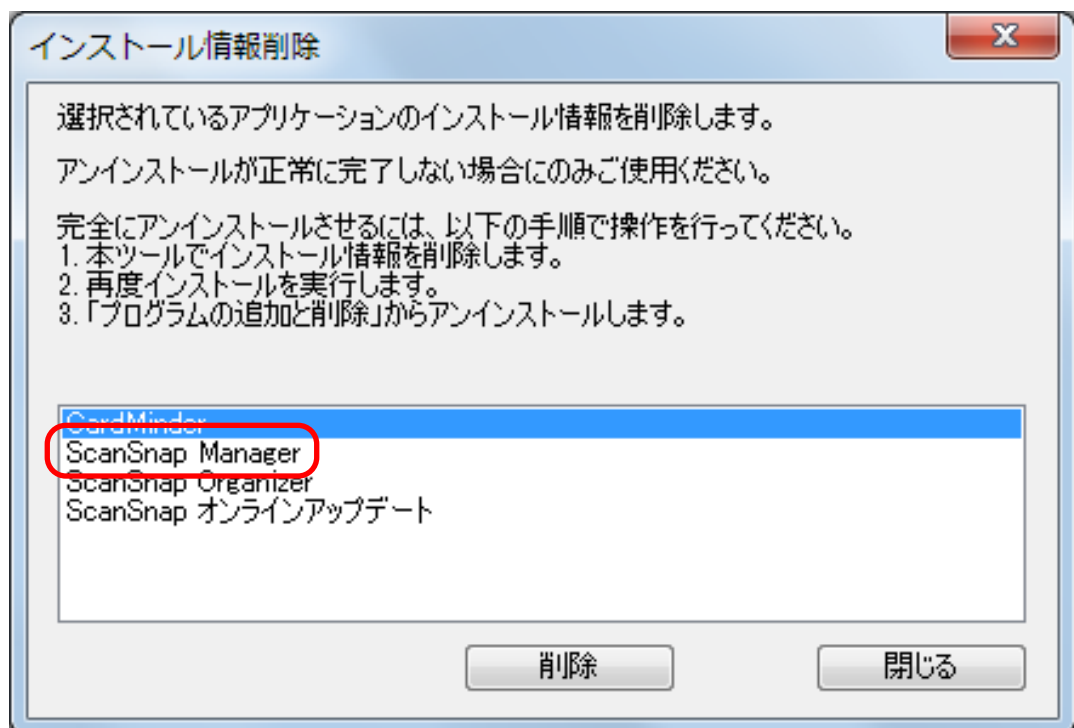 インストール情報削除
選択されているアプリケーションのインストール情報を削除します。
アンインストールが正常に完了しない場合にのみご使用ください。
完全にアンインストールさせるには、以下の手順で操作を行ってください。
1. 本ツールでインストール情報を削除します。
2. 再度インストールを実行します。
3. 「プログラムの追加と削除」からアンインストールします。
CardMinder
ScanSnap Manager
ScanSnap Organizer
ScanSnap オンラインアップデート
削除 閉じる